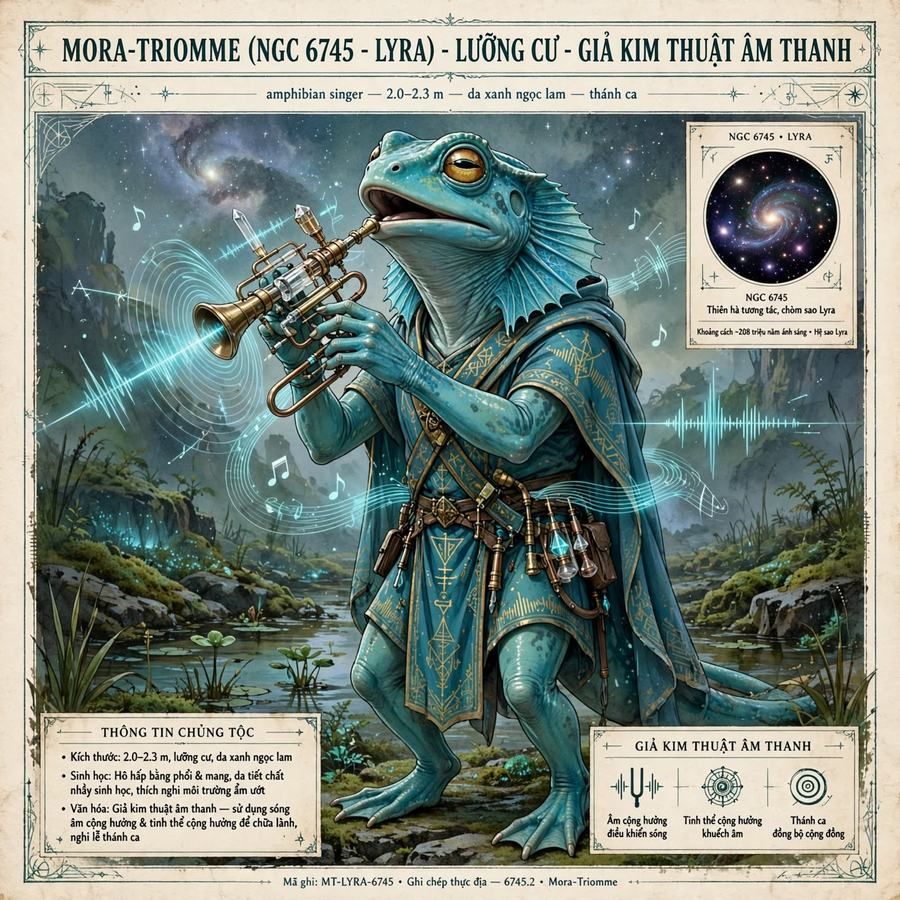 MORA-TRIOMME (NGC 6745 - LYRA) - LƯỠNG CƯ - GIẢ KIM THUẬT ÂM THANH
amphibian singer — 2.0–2.3 m — da xanh ngọc lam — thánh ca
NGC 6745 • LYRA
NGC 6745
Thiên hà tương tác, chòm sao Lyra
Khoảng cách ~208 triệu năm ánh sáng • Hệ sao Lyra
THÔNG TIN CHỦNG TỘC
• Kích thước: 2.0–2.3 m, lưỡng cư, da xanh ngọc lam
• Sinh học: Hô hấp bằng phổi & mang, da tiết chất
nhầy sinh học, thích nghi môi trường ẩm ướt
• Văn hóa: Giả kim thuật âm thanh — sử dụng sóng
âm cộng hưởng & tinh thể cộng hưởng để chữa lành,
nghi lễ thánh ca
GIẢ KIM THUẬT ÂM THANH
Âm cộng hưởng
điều khiển sóng
Tinh thể cộng hưởng
khuếch âm
Thánh ca
đồng bộ cộng đồng
Mã ghi: MT-LYRA-6745 • Ghi chép thực địa — 6745.2 • Mora-Triomme